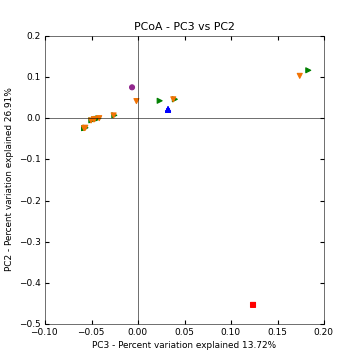 PCoA - PC3 vs PC2
0.2
0.1
0.0
−0.1
−0.2
−0.3
−0.4
−0.5
PC2 - Percent variation explained 26.91%
−0.10 −0.05 0.00 0.05 0.10 0.15 0.20
PC3 - Percent variation explained 13.72%